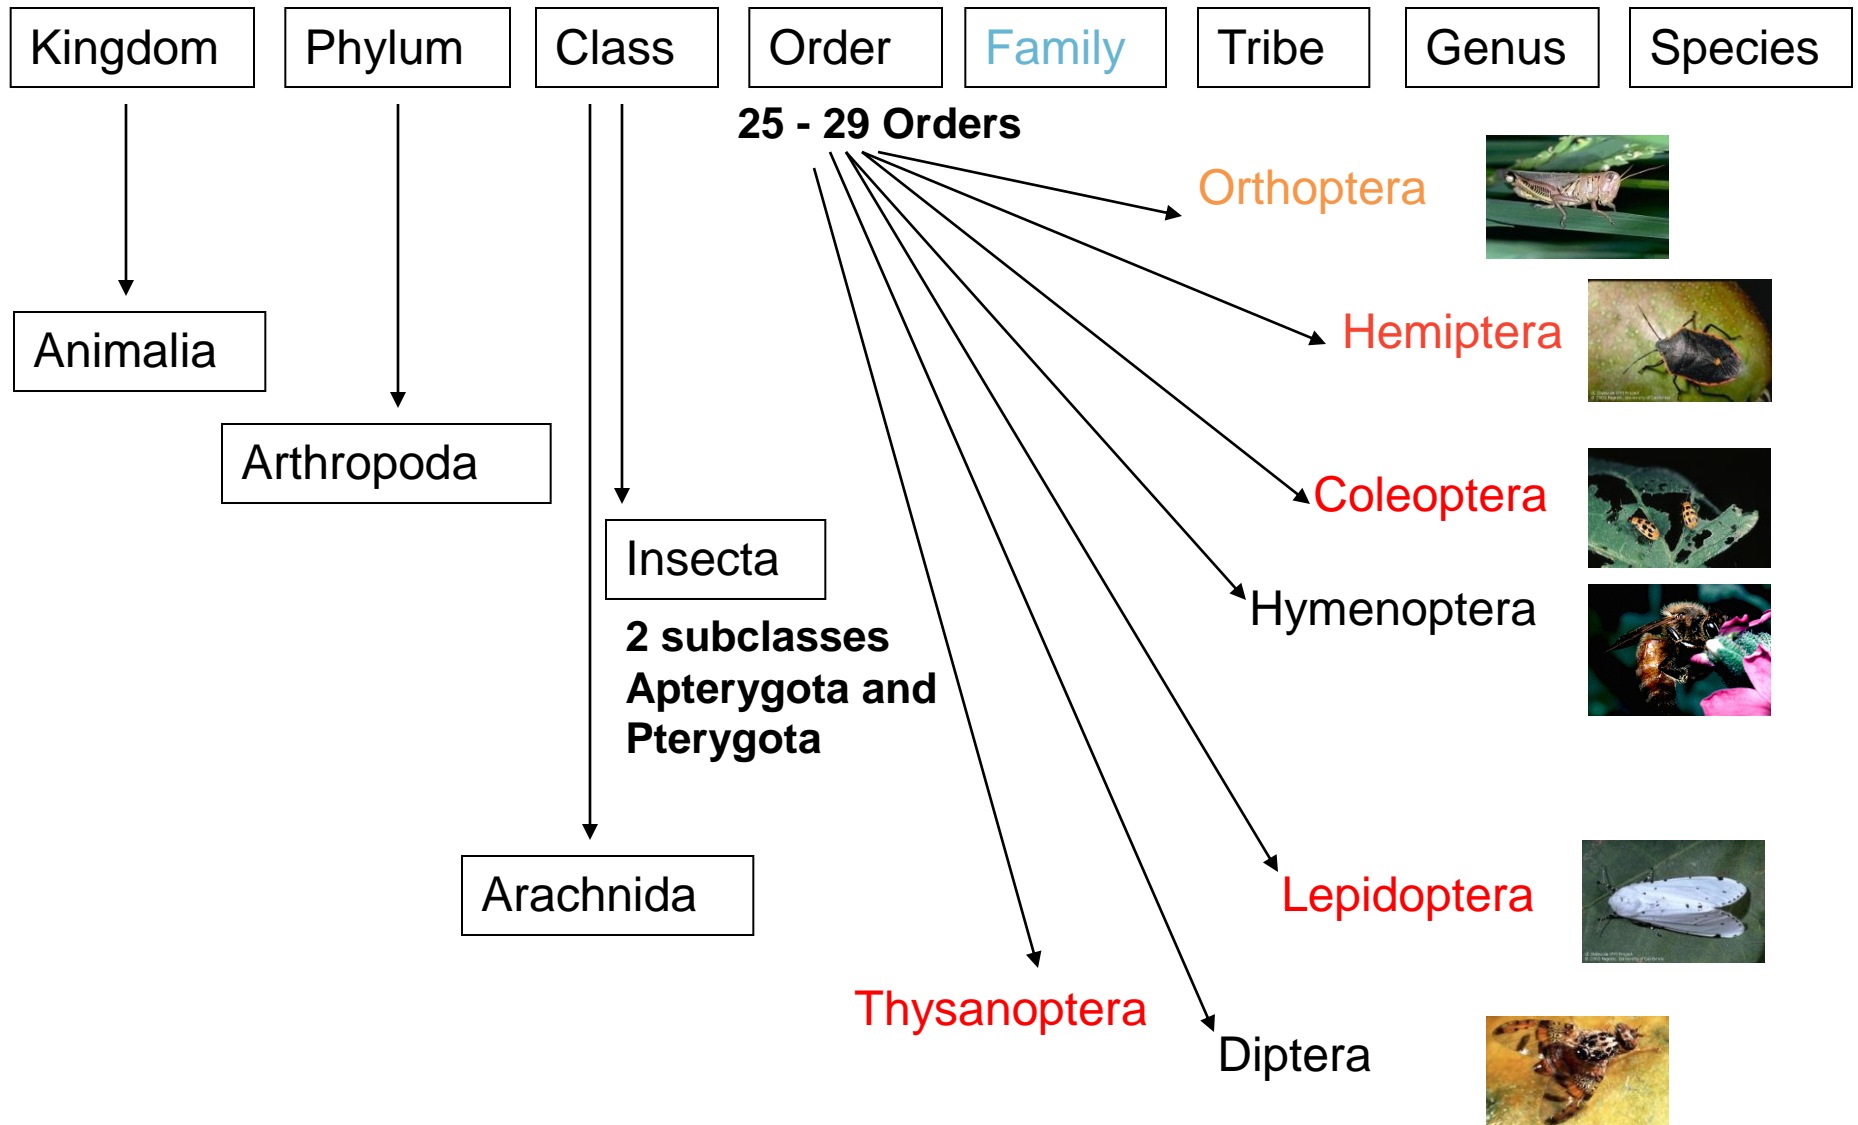 Kingdom
Phylum
Class
Order
Family
Tribe
Genus
Species
25 - 29 Orders
Orthoptera
Hemiptera
Animalia
Arthropoda
Coleoptera
Insecta
Hymenoptera
2 subclasses
Apterygota and
Pterygota
Arachnida
Lepidoptera
Thysanoptera
Diptera